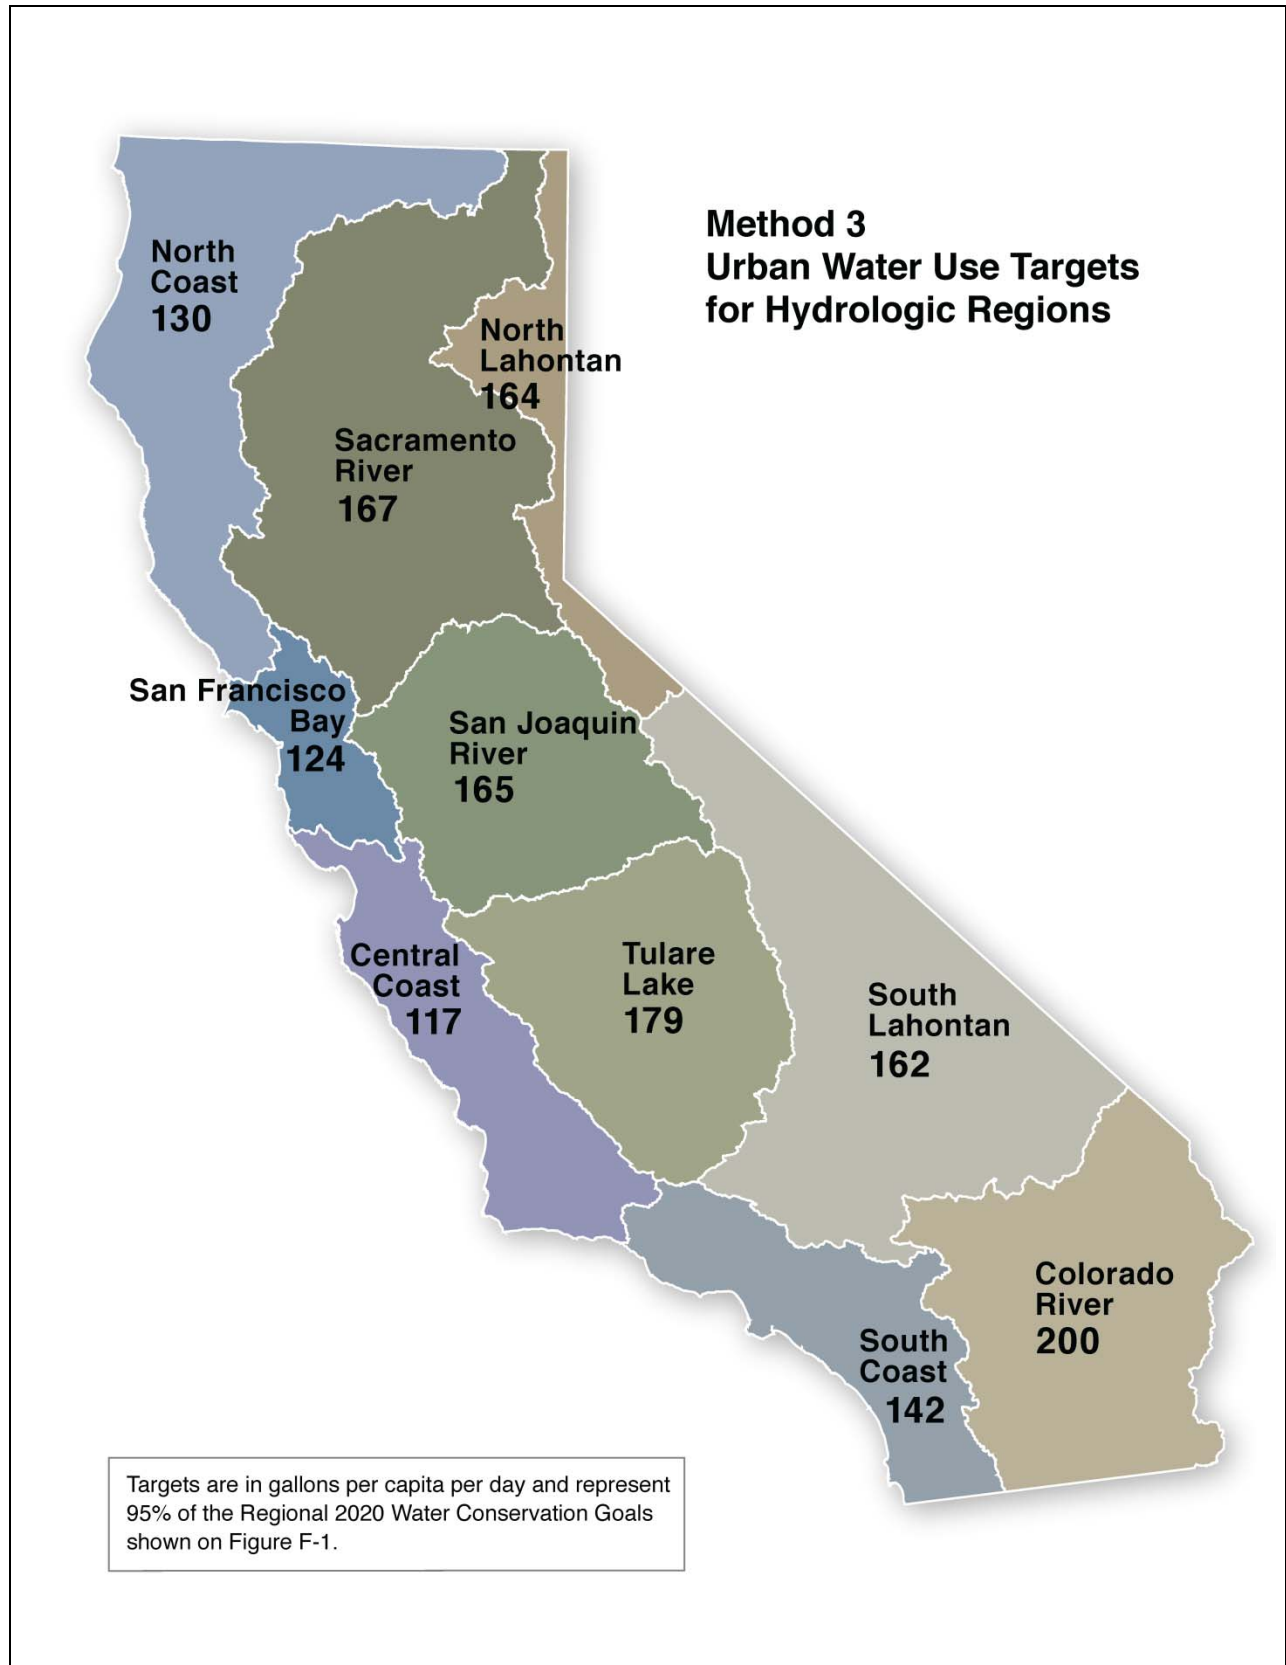 Method 3
Urban Water Use Targets
for Hydrologic Regions
North
Coast
130
North
Lahontan
164
Sacramento
River
167
San Francisco
Bay
124
San Joaquin
River
165
Central
Coast
117
Tulare
Lake
179
South
Lahontan
162
Colorado
River
200
South
Coast
142
Targets are in gallons per capita per day and represent
95% of the Regional 2020 Water Conservation Goals
shown on Figure F-1.